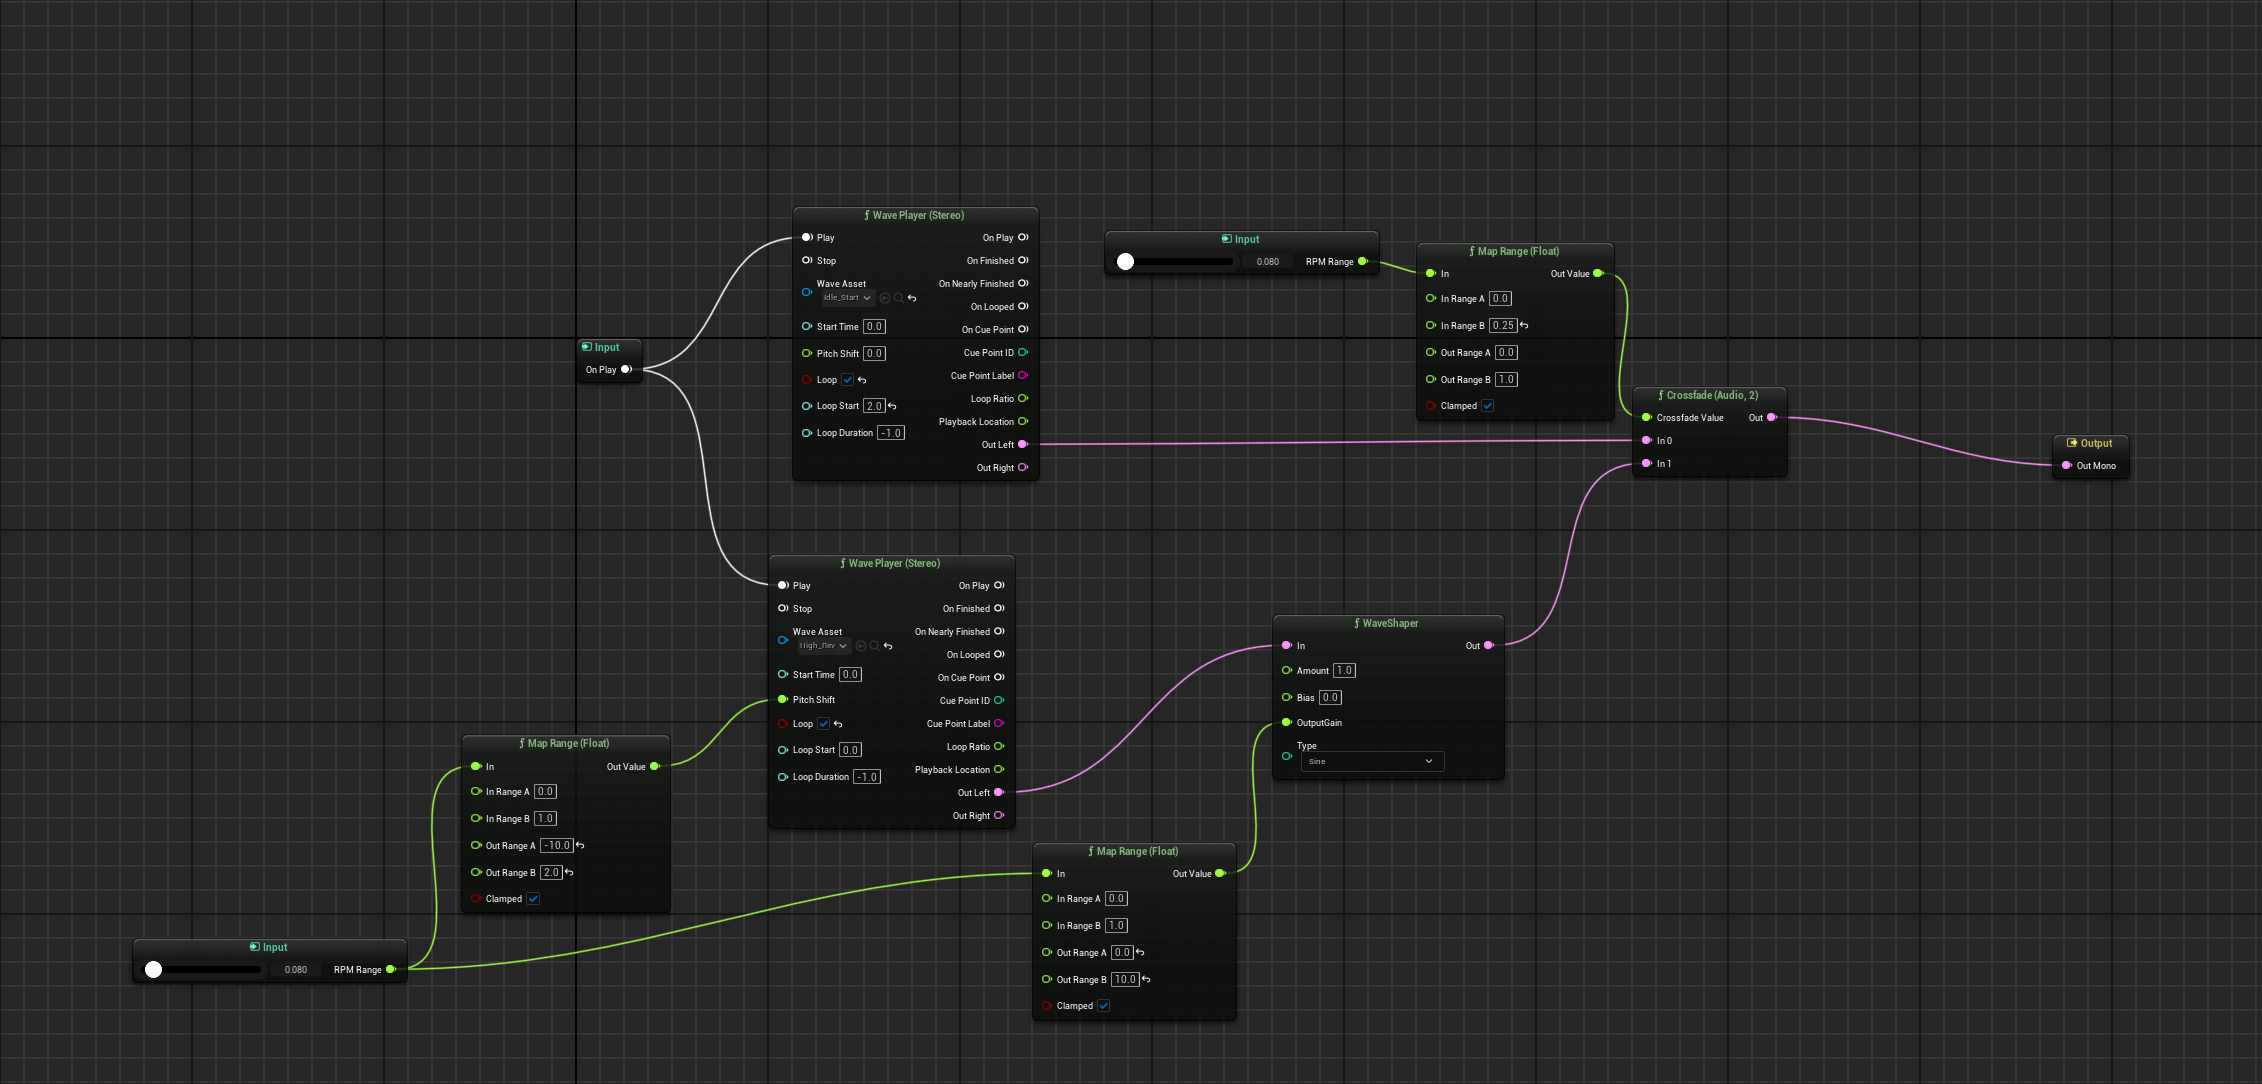 Wave Player (Stereo)
Play
On Play
Stop
On Finished
Wave Asset
On Nearly Finished
Idle_Start
On Looped
Start Time 0.0
On Cue Point
Pitch Shift 0.0
Cue Point ID
Loop
Cue Point Label
Loop Start 2.0
Loop Ratio
Loop Duration -1.0
Playback Location
Out Left
Out Right
Input
0.080
RPM Range
Map Range (Float)
In
Out Value
In Range A 0.0
In Range B 0.25
Out Range A 0.0
Out Range B 1.0
Clamped
Input
On Play
Crossfade (Audio, 2)
Crossfade Value
Out
In 0
In 1
Output
Out Mono
Wave Player (Stereo)
Play
On Play
Stop
On Finished
Wave Asset
On Nearly Finished
High_Rev
On Looped
Start Time 0.0
On Cue Point
Pitch Shift
Cue Point ID
Loop
Cue Point Label
Loop Start 0.0
Loop Ratio
Loop Duration -1.0
Playback Location
Out Left
Out Right
WaveShaper
In
Out
Amount 1.0
Bias 0.0
OutputGain
Type
Sine
Map Range (Float)
In
Out Value
In Range A 0.0
In Range B 1.0
Out Range A -10.0
Out Range B 2.0
Clamped
Map Range (Float)
In
Out Value
In Range A 0.0
In Range B 1.0
Out Range A 0.0
Out Range B 10.0
Clamped
Input
0.080
RPM Range